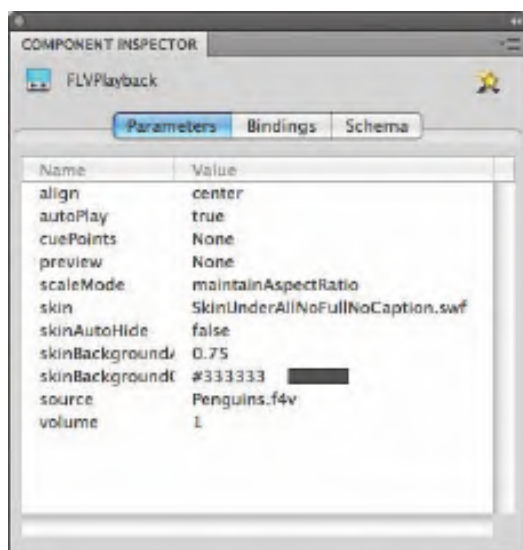 COMPONENT INSPECTOR
FLVPlayback
Parameters Bindings Schema
Name Value
align center
autoPlay true
cuePoints None
preview None
scaleMode maintainAspectRatio
skin SkinUnderAllNoFullNoCaption.swf
skinAutoHide false
skinBackground 0.75
skinBackground #333333
source Penguins.f4v
volume 1